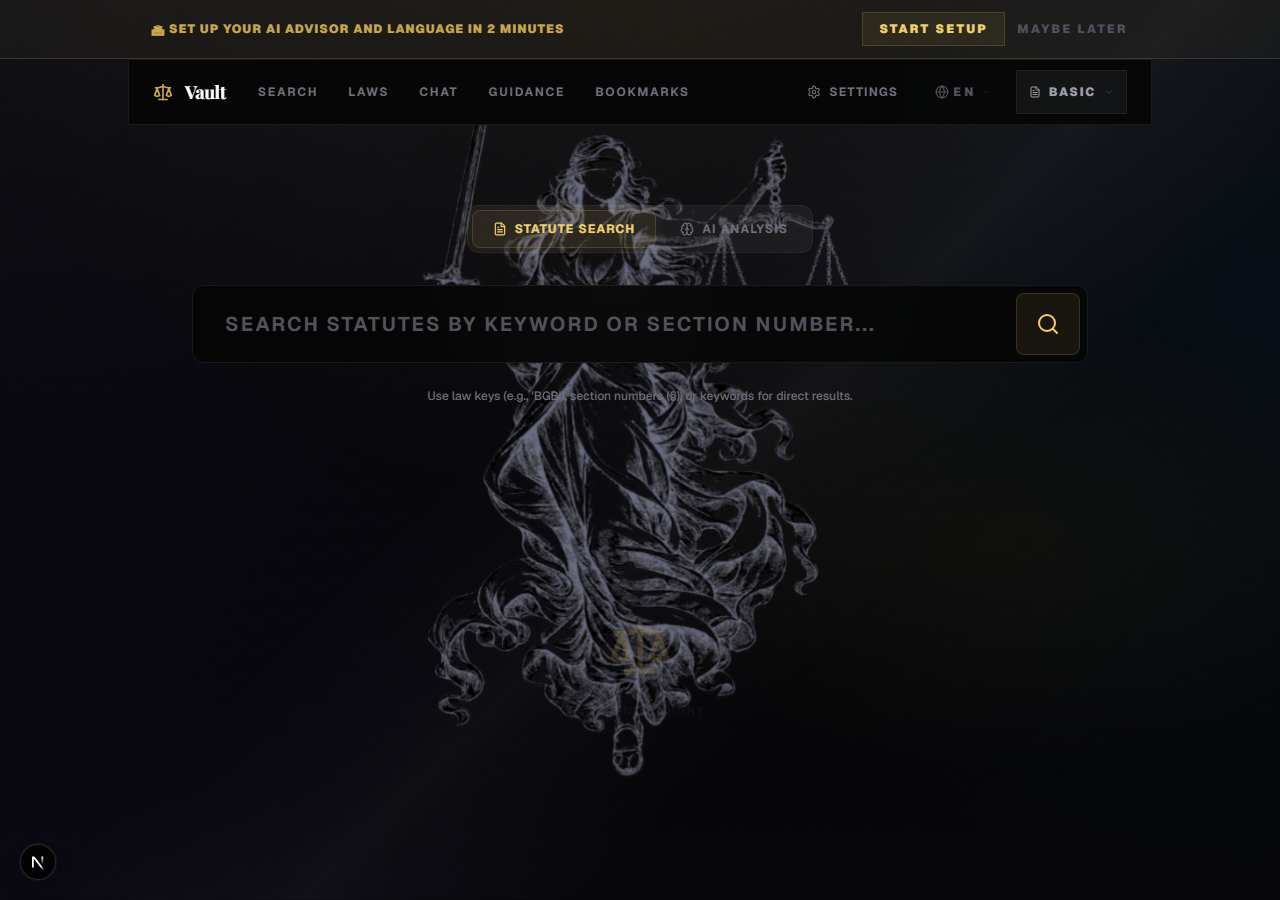 SET UP YOUR AI ADVISOR AND LANGUAGE IN 2 MINUTES
START SETUP
MAYBE LATER
Vault
SEARCH
LAWS
CHAT
GUIDANCE
BOOKMARKS
SETTINGS
EN
BASIC
STATUTE SEARCH
AI ANALYSIS
SEARCH STATUTES BY KEYWORD OR SECTION NUMBER...
Use law keys (e.g., 'BGB'), section numbers (§), or keywords for direct results.
N